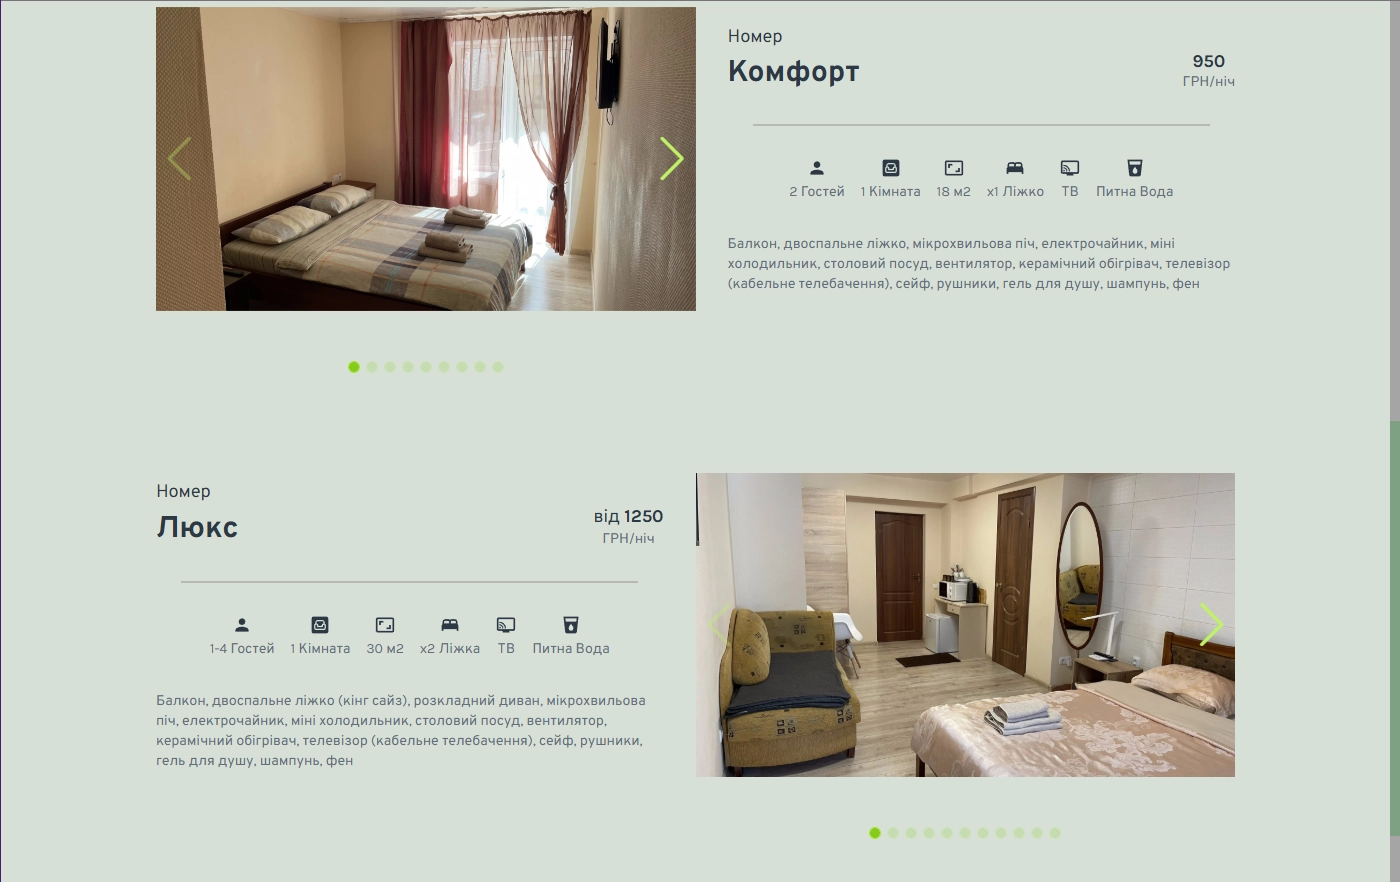 Номер
Комфорт
950
ГРН/ніч
2 Гостей 1 Кімната 18 м2 x1 Ліжко ТВ Питна Вода
Балкон, двоспальне ліжко, мікрохвильова піч, електрочайник, міні
холодильник, столовий посуд, вентилятор, керамічний обігрівач, телевізор
(кабельне телебачення), сейф, рушники, гель для душу, шампунь, фен
Номер
Люкс
від 1250
ГРН/ніч
1-4 Гостей 1 Кімната 30 м2 x2 Ліжка ТВ Питна Вода
Балкон, двоспальне ліжко (кінг сайз), розкладний диван, мікрохвильова
піч, електрочайник, міні холодильник, столовий посуд, вентилятор,
керамічний обігрівач, телевізор (кабельне телебачення), сейф, рушники,
гель для душу, шампунь, фен